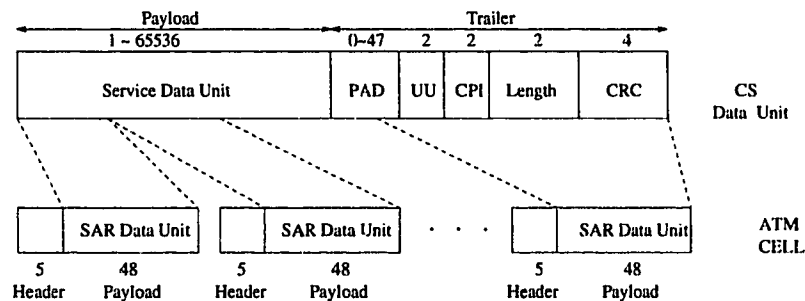 Payload Trailer
1 ~ 65536 0~47 2 2 2 4
Service Data Unit PAD UU CPI Length CRC
CS
Data Unit
SAR Data Unit SAR Data Unit . . . . SAR Data Unit
ATM
CELL
5 48 5 48 5 48
Header Payload Header Payload Header Payload